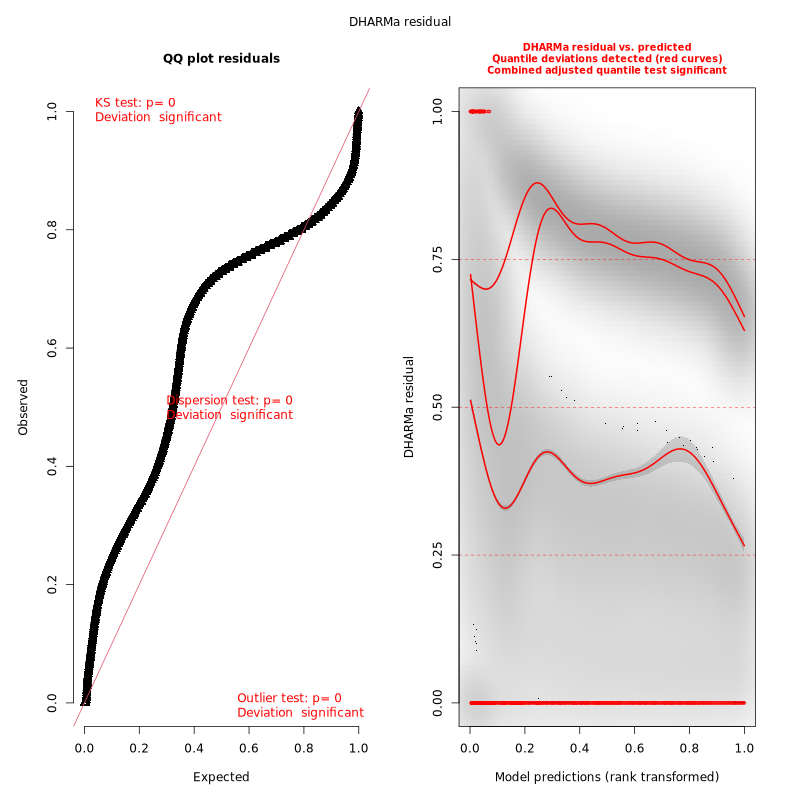 DHARMa residual
QQ plot residuals
KS test: p= 0
Deviation  significant
Dispersion test: p= 0
Deviation  significant
Outlier test: p= 0
Deviation  significant
Observed
1.0
0.8
0.6
0.4
0.2
0.0
0.0 0.2 0.4 0.6 0.8 1.0
Expected
DHARMa residual vs. predicted
Quantile deviations detected (red curves)
Combined adjusted quantile test significant
DHARMa residual
1.00
0.75
0.50
0.25
0.00
0.0 0.2 0.4 0.6 0.8 1.0
Model predictions (rank transformed)